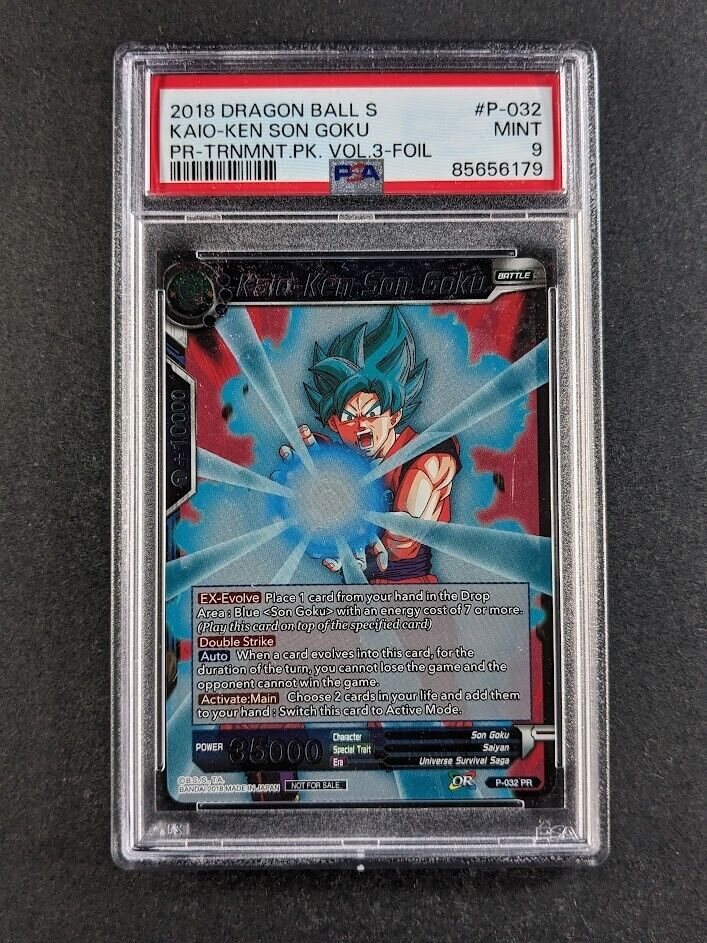 2018 DRAGON BALL S #P-032
KAIO-KEN SON GOKU MINT
PR-TRNMNT.PK. VOL.3-FOIL 9
PSA 85656179
Kaio-Ken Son Goku BATTLE
+10000
EX-Evolve Place 1 card from your hand in the Drop
Area : Blue <Son Goku> with an energy cost of 7 or more.
(Play this card on top of the specified card)
Double Strike
Auto When a card evolves into this card, for the
duration of the turn, you cannot lose the game and the
opponent cannot win the game.
Activate:Main Choose 2 cards in your life and add them
to your hand : Switch this card to Active Mode.
POWER 35000
Character Son Goku
Special Trait Saiyan
Era Universe Survival Saga
©B.S./S., T.A.
BANDAI 2018 MADE IN JAPAN NOT FOR SALE
P-032 PR